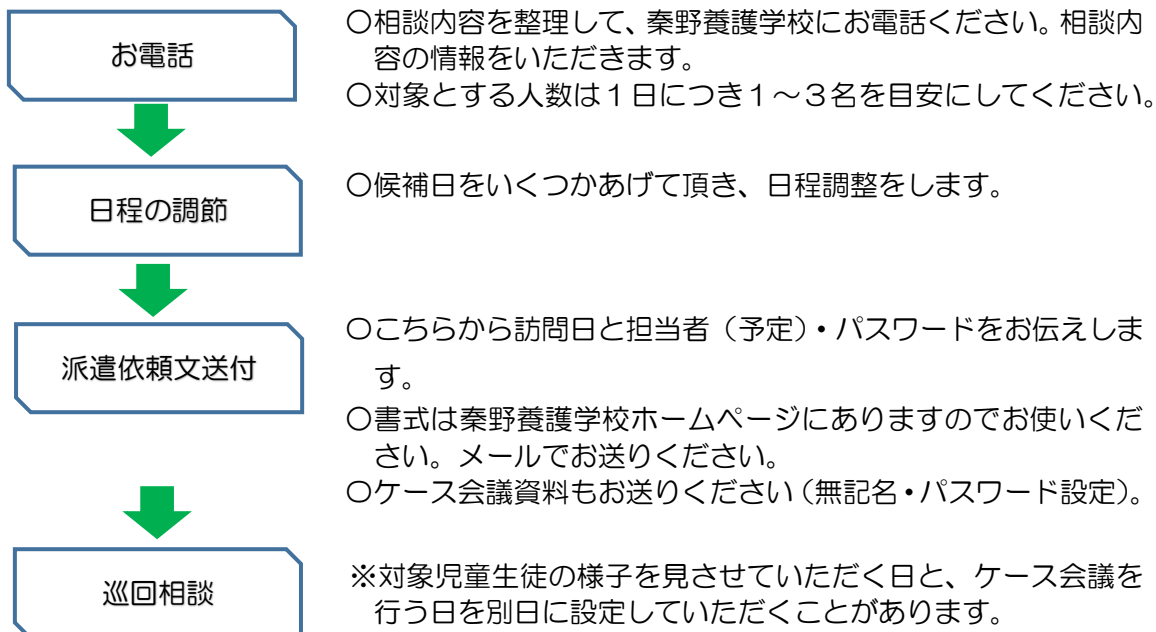 お電話
〇相談内容を整理して、秦野養護学校にお電話ください。相談内
容の情報をいただきます。
〇対象とする人数は１日につき１～３名を目安にしてください。
日程の調節
〇候補日をいくつかあげて頂き、日程調整をします。
派遣依頼文送付
〇こちらから訪問日と担当者（予定）・パスワードをお伝えしま
す。
〇書式は秦野養護学校ホームページにありますのでお使いくだ
さい。メールでお送りください。
〇ケース会議資料もお送りください（無記名・パスワード設定）。
巡回相談
※対象児童生徒の様子を見させていただく日と、ケース会議を
行う日を別日に設定していただくことがあります。